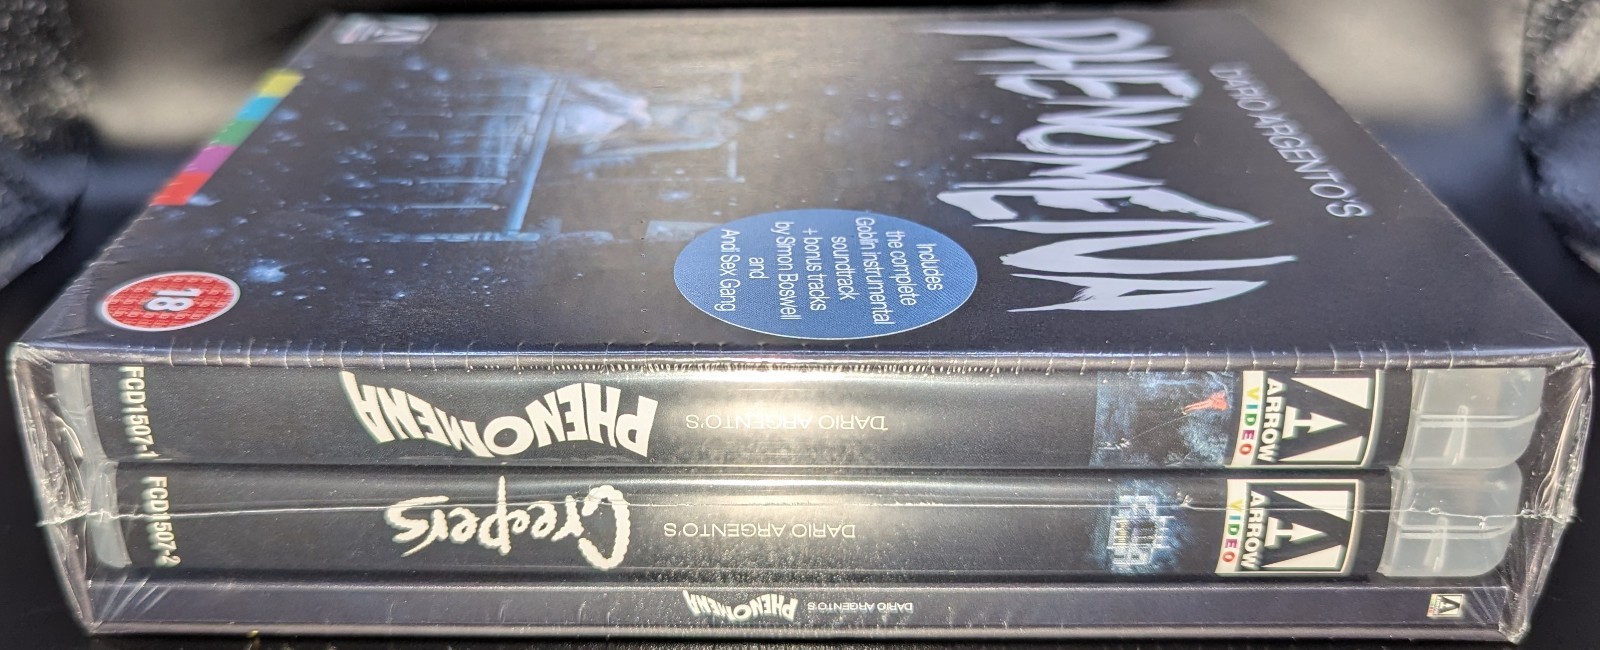 DARIO ARGENTO'S
PHENOMENA
Includes
the complete
Goblin instrumental
soundtrack
+ bonus tracks
by Simon Boswell
and
Andi Sex Gang
18
FCD1507-1
DARIO ARGENTO'S
PHENOMENA
ARROW
VIDEO
FCD1507-2
DARIO ARGENTO'S
Creepers
ARROW
VIDEO
DARIO ARGENTO'S
PHENOMENA